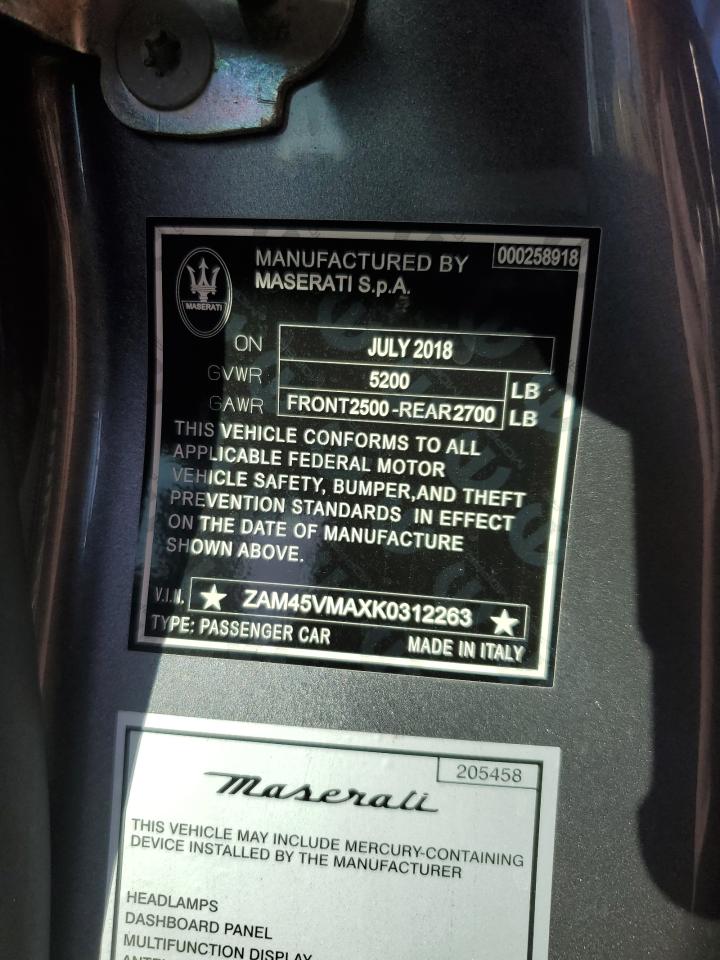 MANUFACTURED BY 000258918
MASERATI S.p.A.
MASERATI
ON JULY 2018
GVWR 5200 LB
GAWR FRONT2500-REAR2700 LB
THIS VEHICLE CONFORMS TO ALL
APPLICABLE FEDERAL MOTOR
VEHICLE SAFETY, BUMPER,AND THEFT
PREVENTION STANDARDS IN EFFECT
ON THE DATE OF MANUFACTURE
SHOWN ABOVE.
V.I.N. ★ ZAM45VMAXK0312263 ★
TYPE: PASSENGER CAR MADE IN ITALY
205458
Maserati
THIS VEHICLE MAY INCLUDE MERCURY-CONTAINING
DEVICE INSTALLED BY THE MANUFACTURER
HEADLAMPS
DASHBOARD PANEL
MULTIFUNCTION DISPLAY